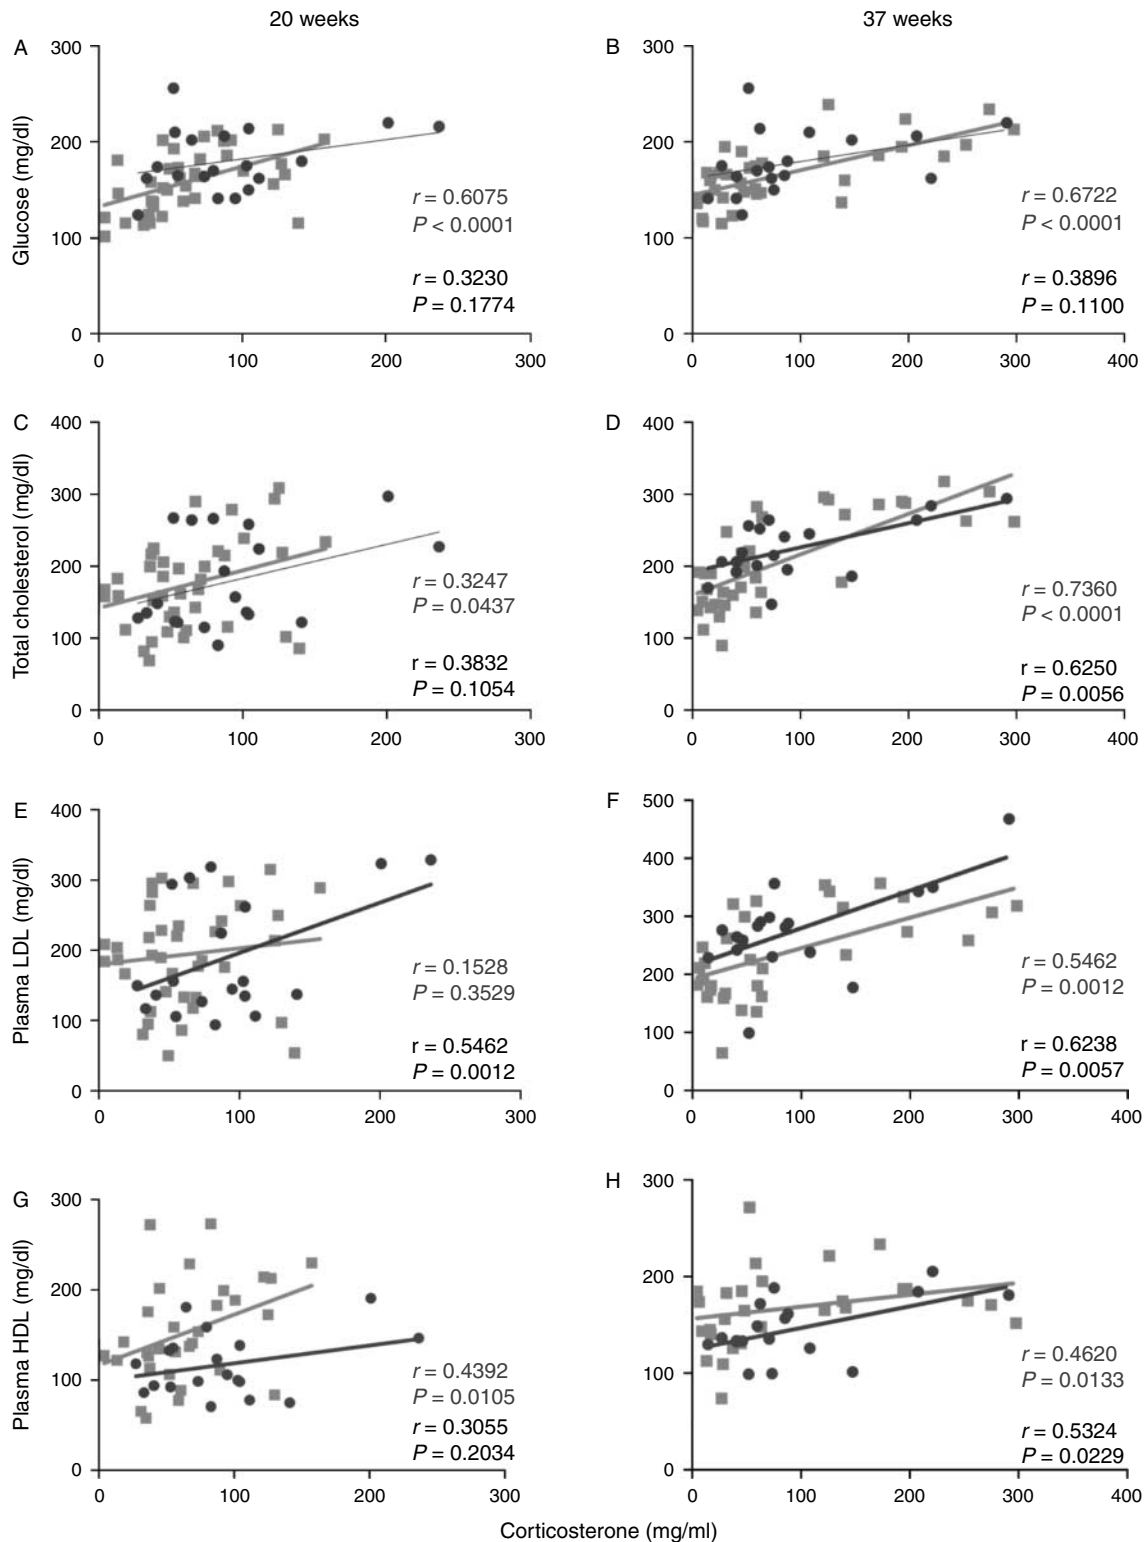 20 weeks
37 weeks
A
300
200
100
0
Glucose (mg/dl)
r = 0.6075
P < 0.0001
r = 0.3230
P = 0.1774
0 100 200 300
B
300
200
100
0
r = 0.6722
P < 0.0001
r = 0.3896
P = 0.1100
0 100 200 300 400
C
400
300
200
100
0
Total cholesterol (mg/dl)
r = 0.3247
P = 0.0437
r = 0.3832
P = 0.1054
0 100 200 300
D
400
300
200
100
0
r = 0.7360
P < 0.0001
r = 0.6250
P = 0.0056
0 100 200 300 400
E
400
300
200
100
0
Plasma LDL (mg/dl)
r = 0.1528
P = 0.3529
r = 0.5462
P = 0.0012
0 100 200 300
F
500
400
300
200
100
0
r = 0.5462
P = 0.0012
r = 0.6238
P = 0.0057
0 100 200 300 400
G
300
200
100
0
Plasma HDL (mg/dl)
r = 0.4392
P = 0.0105
r = 0.3055
P = 0.2034
0 100 200 300
H
300
200
100
0
r = 0.4620
P = 0.0133
r = 0.5324
P = 0.0229
0 100 200 300 400
Corticosterone (mg/ml)